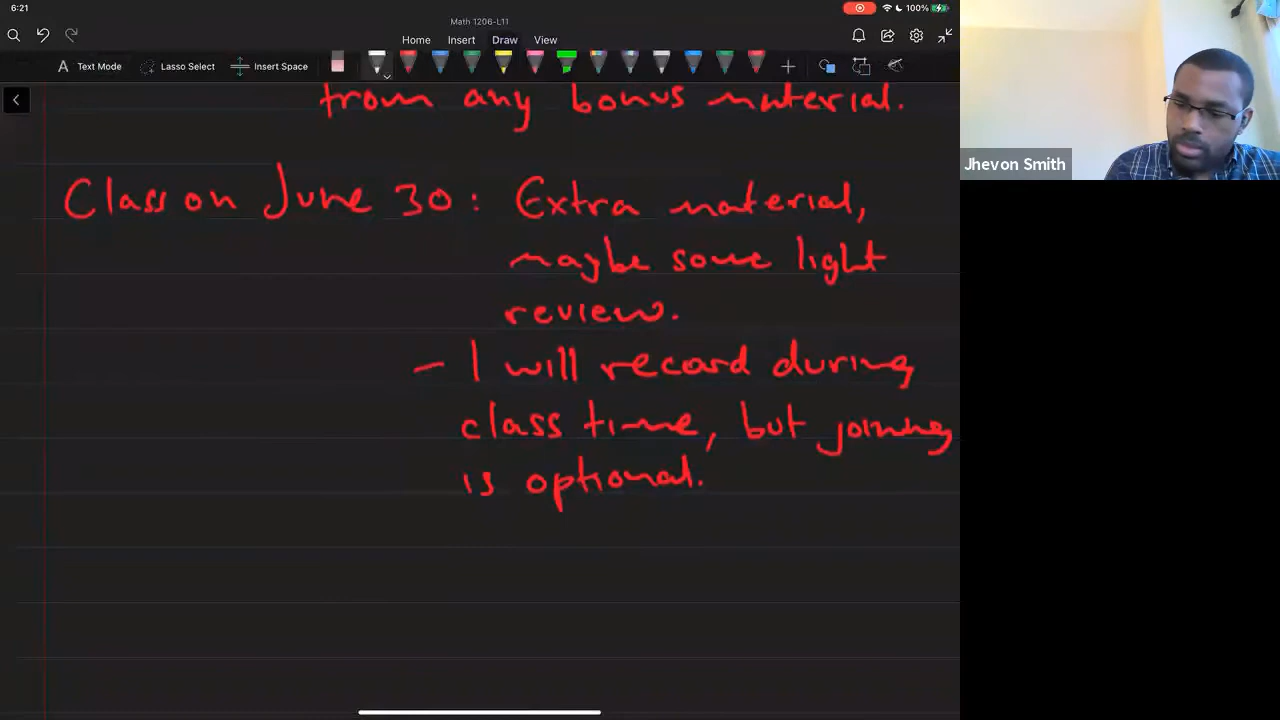 6:21
100%
Math 1206-L11
Home Insert Draw View
Text Mode Lasso Select Insert Space
from any bonus material.
Class on June 30: Extra material,
maybe some light
review.
- I will record during
class time, but joining
is optional.
Jhevon Smith